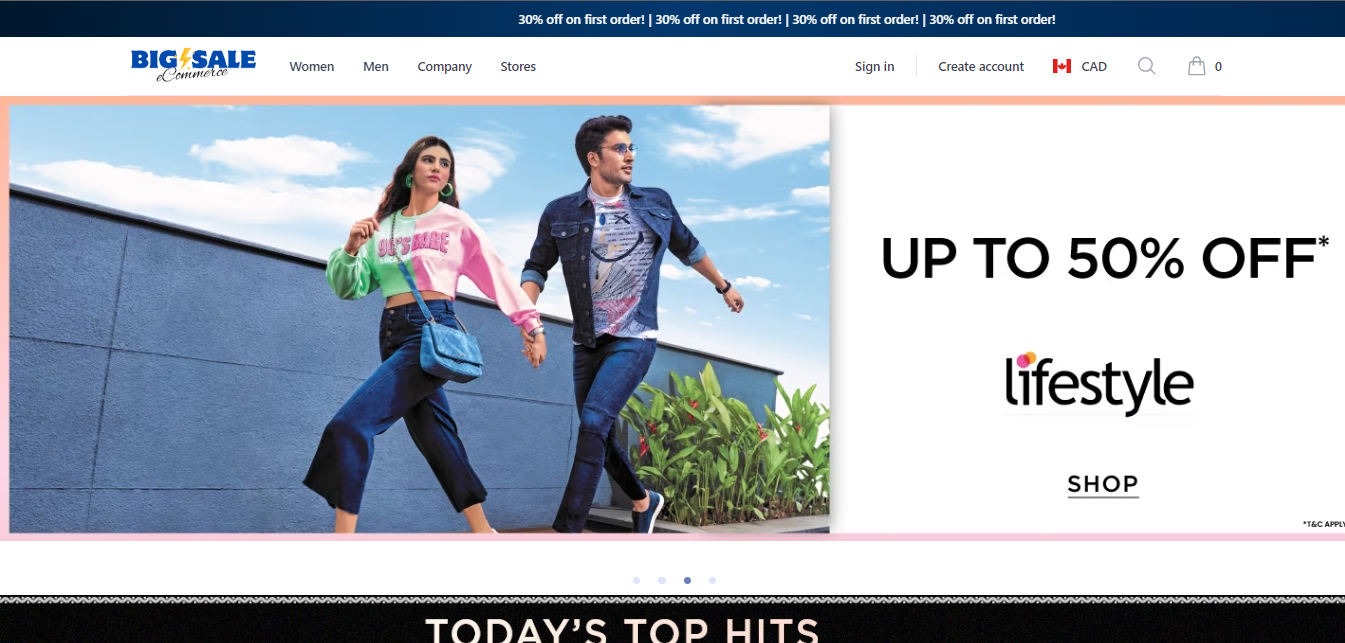 30% off on first order! | 30% off on first order! | 30% off on first order! | 30% off on first order!
BIG SALE
eCommerce
Women
Men
Company
Stores
Sign in
Create account
CAD
0
90'S BABE
UP TO 50% OFF*
lifestyle
SHOP
*T&C APPLY
TODAY'S TOP HITS